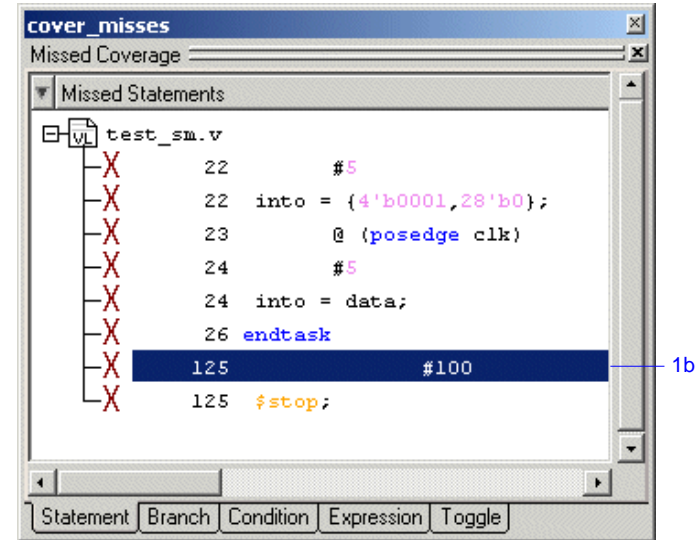 cover_misses
Missed Coverage
Missed Statements
test_sm.v
22 #5
22 into = {4'b0001,28'b0};
23 @ (posedge clk)
24 #5
24 into = data;
26 endtask
125 #100
1b
125 $stop;
Statement Branch Condition Expression Toggle